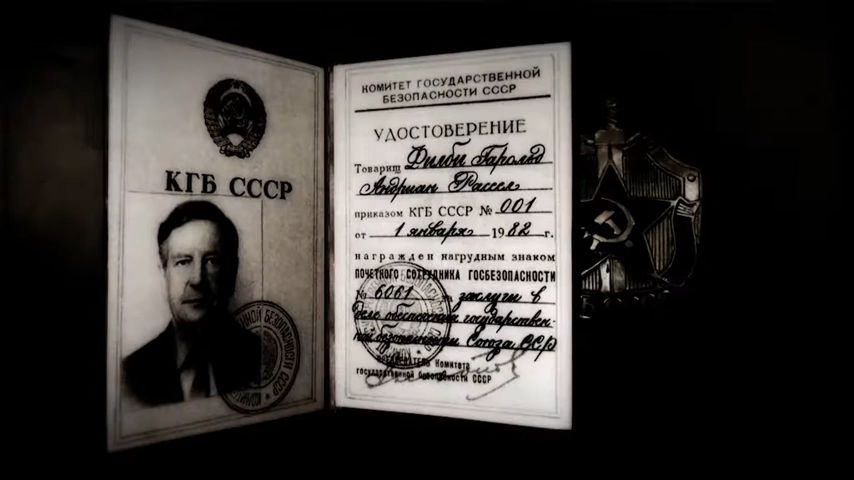 КГБ СССР
КОМИТЕТ ГОСУДАРСТВЕННОЙ
БЕЗОПАСНОСТИ СССР
УДОСТОВЕРЕНИЕ
Товарищ Филби Гарольд
Андриан Рассел
приказом КГБ СССР № 001
от 1 января 1982 г.
награжден нагрудным знаком
ПОЧЕТНОГО СОТРУДНИКА ГОСБЕЗОПАСНОСТИ
№ 6061 заслуги в
деле обеспечения государствен-
ной безопасности Союза ССР
ПРЕДСЕДАТЕЛЬ Комитета
государственной безопасности СССР